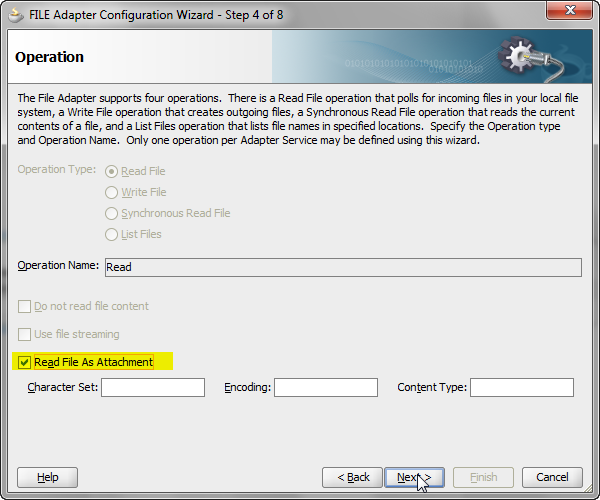 FILE Adapter Configuration Wizard - Step 4 of 8
Operation
The File Adapter supports four operations.  There is a Read File operation that polls for incoming files in your local file
system, a Write File operation that creates outgoing files, a Synchronous Read File operation that reads the current
contents of a file, and a List Files operation that lists file names in specified locations.  Specify the Operation type
and Operation Name.  Only one operation per Adapter Service may be defined using this wizard.
Operation Type: Read File
Write File
Synchronous Read File
List Files
Operation Name: Read
Do not read file content
Use file streaming
Read File As Attachment
Character Set: Encoding: Content Type:
Help < Back Next > Finish Cancel